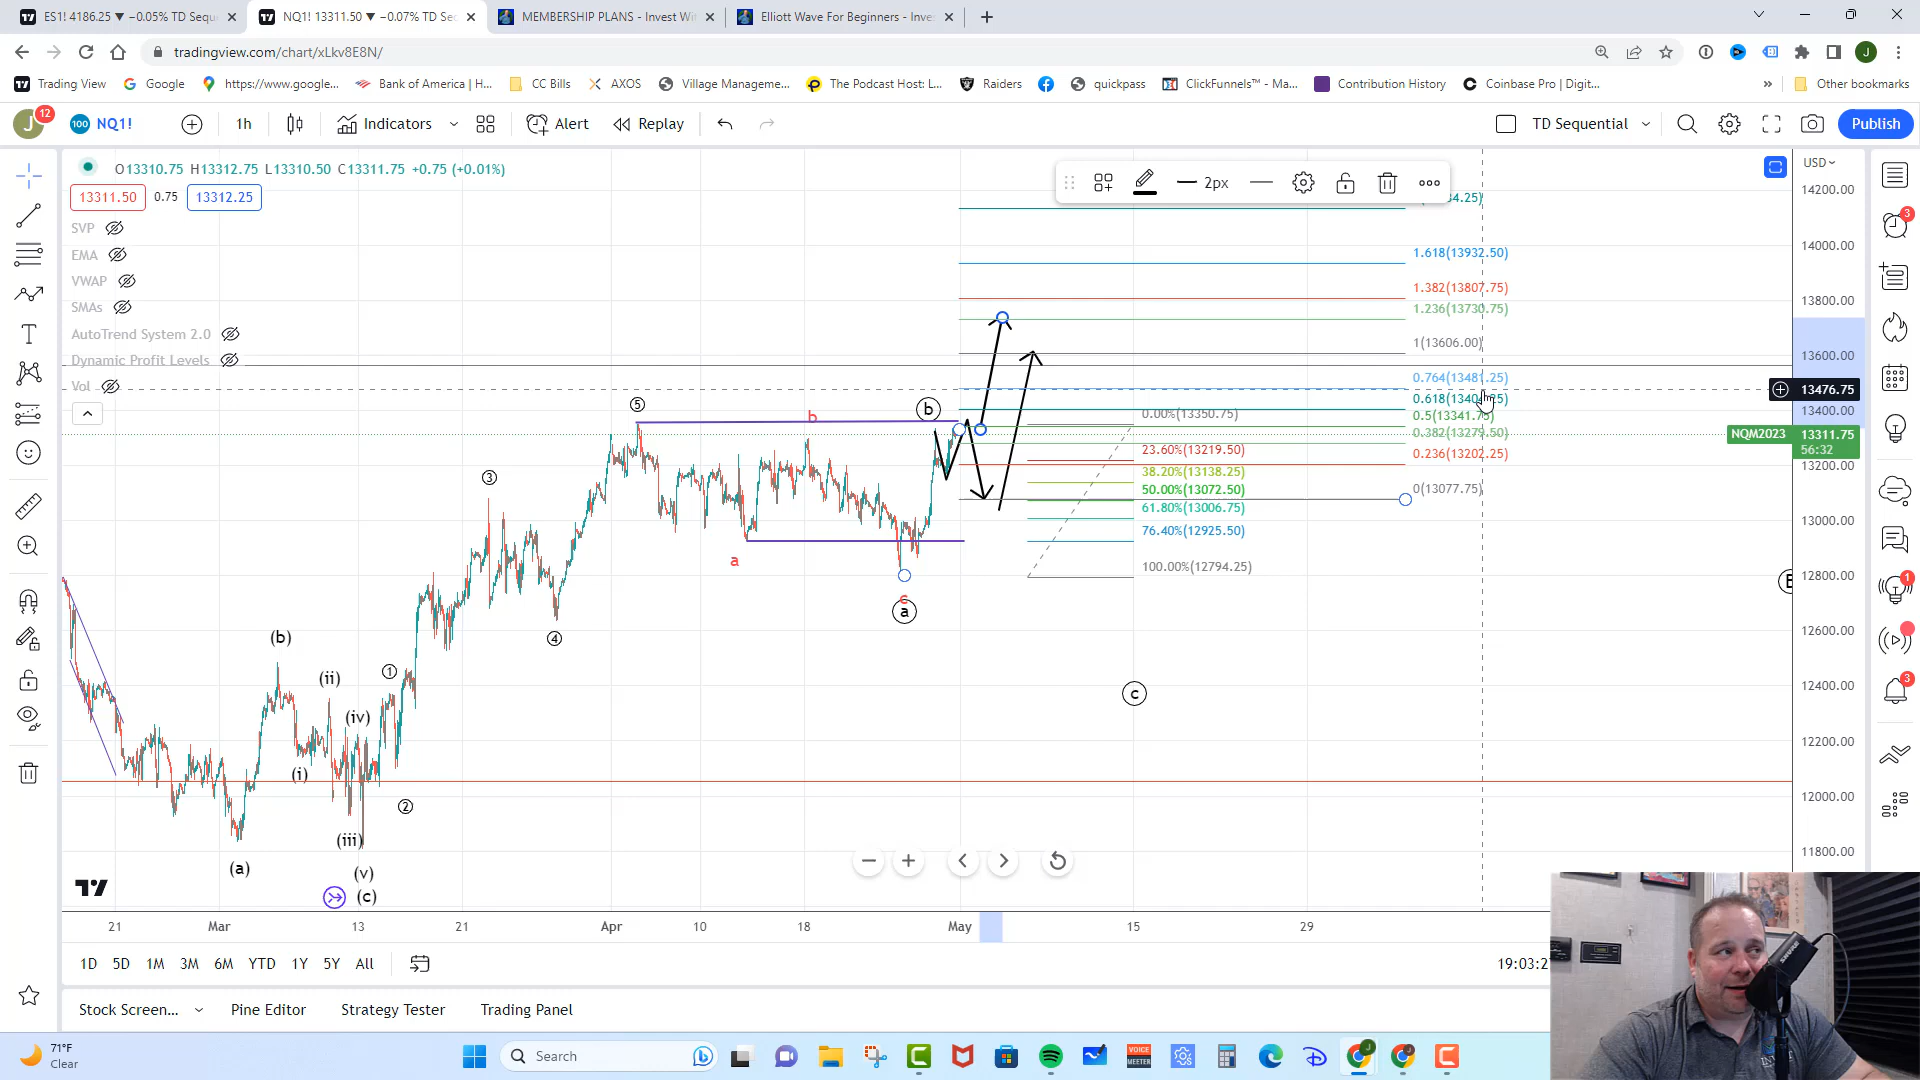 ES1! 4186.25 ▼ −0.05% TD Sequ
NQ1! 13311.50 ▼ −0.07% TD Se
MEMBERSHIP PLANS - Invest Wi
Elliott Wave For Beginners - Inve
tradingview.com/chart/xLkv8E8N/
Trading View
Google
https://www.google...
Bank of America | H...
CC Bills
AXOS
Village Manageme...
The Podcast Host: L...
Raiders
quickpass
ClickFunnels™ - Ma...
Contribution History
Coinbase Pro | Digit...
Other bookmarks
J
12
100
NQ1!
1h
Indicators
Alert
Replay
TD Sequential
Publish
O13310.75 H13312.75 L13310.50 C13311.75 +0.75 (+0.01%)
13311.50
0.75
13312.25
SVP
EMA
VWAP
SMAs
AutoTrend System 2.0
Dynamic Profit Levels
Vol
2px
USD
14200.00
14000.00
13800.00
13600.00
13476.75
13400.00
NQM2023
13311.75
56:32
13200.00
13000.00
12800.00
12600.00
12400.00
12200.00
12000.00
11800.00
1.618(13932.50)
1.382(13807.75)
1.236(13730.75)
1(13606.00)
0.764(13481.25)
0.5(13341.75)
0.382(13279.50)
0.236(13202.25)
0(13077.75)
0.00%(13350.75)
23.60%(13219.50)
38.20%(13138.25)
50.00%(13072.50)
61.80%(13006.75)
76.40%(12925.50)
100.00%(12794.25)
5
b
b
3
a
c
a
4
(b)
(ii)
1
(iv)
(i)
2
(iii)
(a)
(v)
(c)
c
21
Mar
13
21
Apr
10
18
May
15
29
1D
5D
1M
3M
6M
YTD
1Y
5Y
All
Stock Screen...
Pine Editor
Strategy Tester
Trading Panel
71°F
Clear
Search
VOICE
MEETER
SHURE